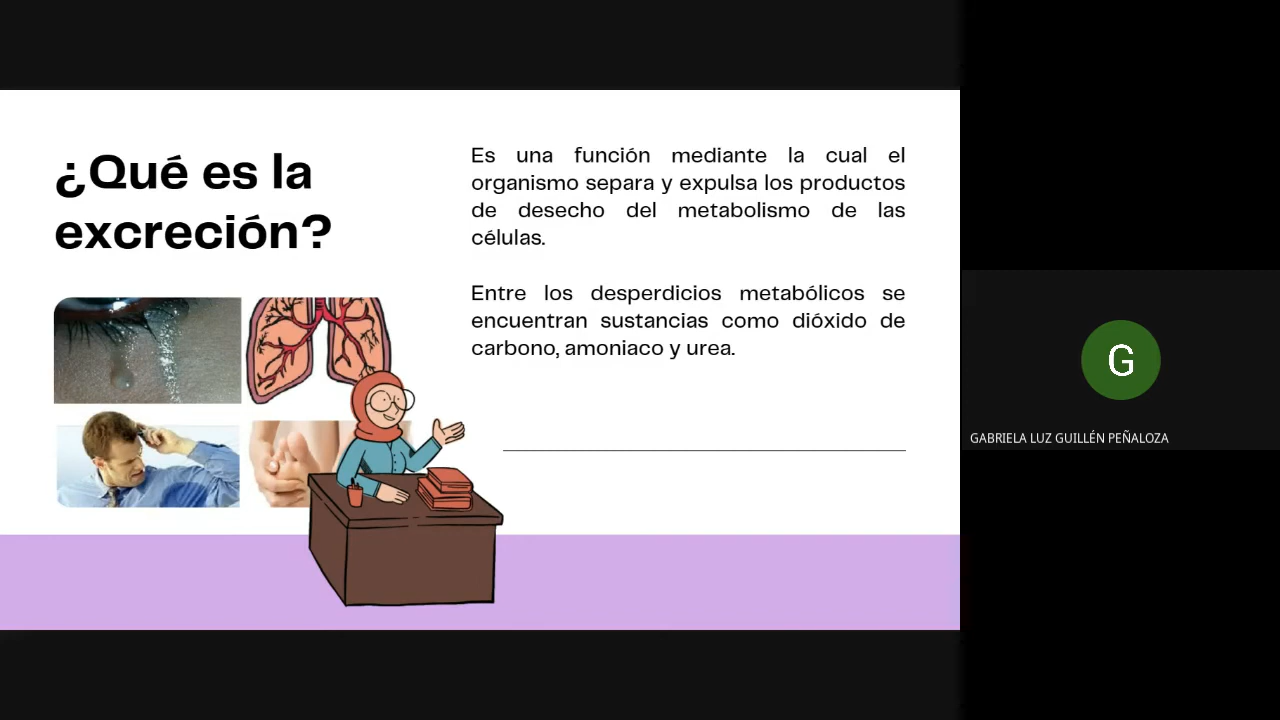 ¿Qué es la
excreción?
Es una función mediante la cual el
organismo separa y expulsa los productos
de desecho del metabolismo de las
células.
Entre los desperdicios metabólicos se
encuentran sustancias como dióxido de
carbono, amoniaco y urea.
G
GABRIELA LUZ GUILLÉN PEÑALOZA